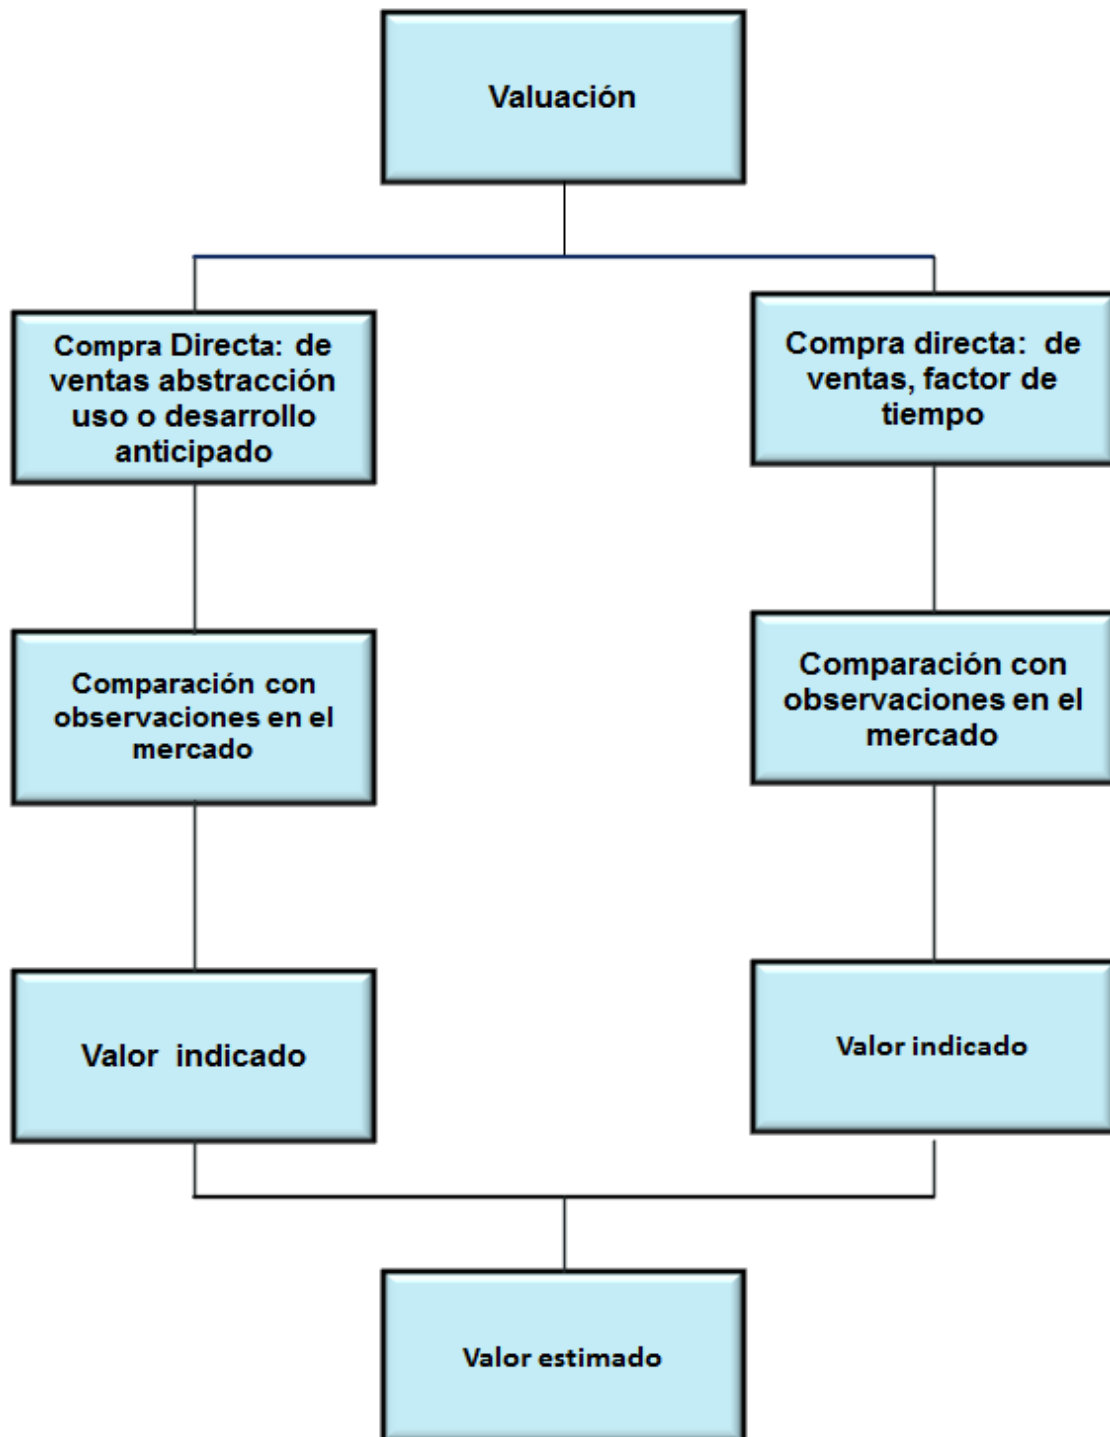 Valuación
Compra Directa: de
ventas abstracción
uso o desarrollo
anticipado
Compra directa: de
ventas, factor de
tiempo
Comparación con
observaciones en el
mercado
Comparación con
observaciones en el
mercado
Valor indicado
Valor indicado
Valor estimado